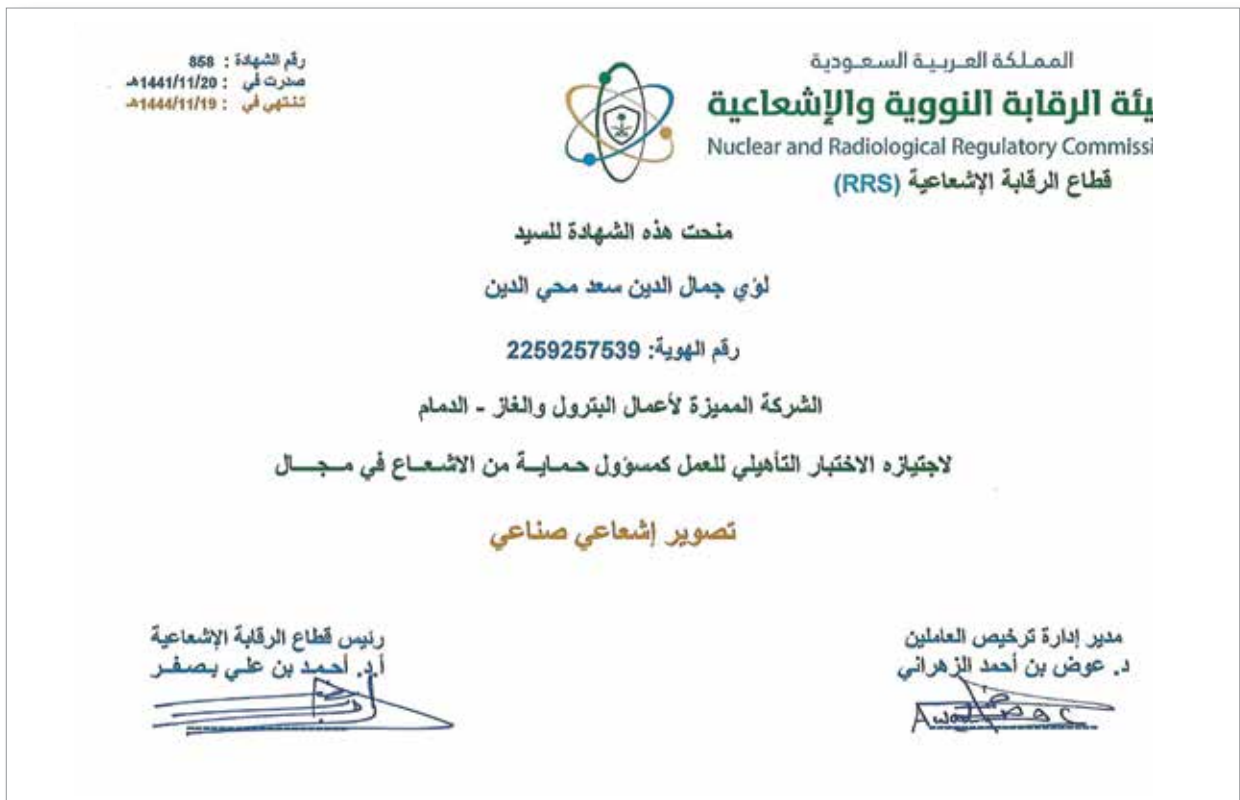 المملكة العربية السعودية
يئة الرقابة النووية والإشعاعية
Nuclear and Radiological Regulatory Commissi
قطاع الرقابة الإشعاعية (RRS)
رقم الشهادة : 858
صدرت في : 1441/11/20هـ
تنتهي في : 1444/11/19هـ
منحت هذه الشهادة للسيد
لؤي جمال الدين سعد محي الدين
رقم الهوية: 2259257539
الشركة المميزة لأعمال البترول والغاز - الدمام
لاجتيازه الاختبار التأهيلي للعمل كمسؤول حماية من الاشعاع في مجال
تصوير إشعاعي صناعي
مدير إدارة ترخيص العاملين
د. عوض بن أحمد الزهراني
رئيس قطاع الرقابة الإشعاعية
أ.د. أحمد بن علي بصفر